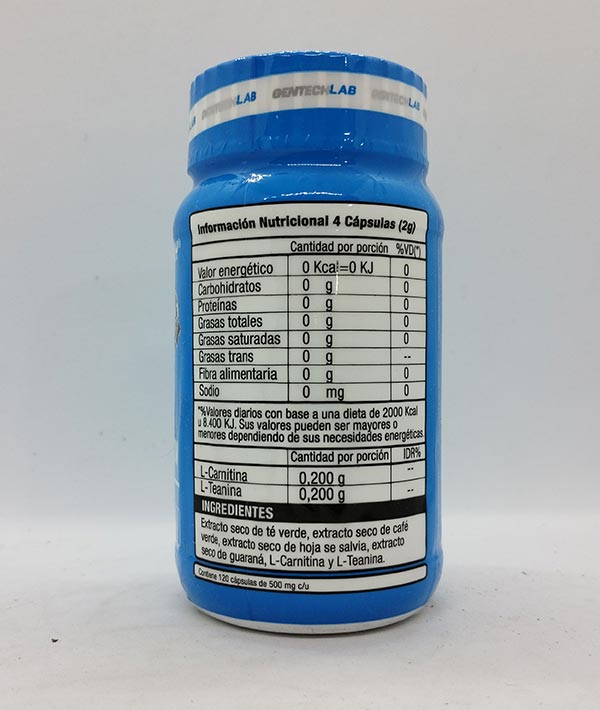 LAB GENTECHLAB LAB
Información Nutricional 4 Cápsulas (2g)
Cantidad por porción %VD(*)
Valor energético 0 Kcal=0 KJ 0
Carbohidratos 0 g 0
Proteínas 0 g 0
Grasas totales 0 g 0
Grasas saturadas 0 g 0
Grasas trans 0 g --
Fibra alimentaria 0 g 0
Sodio 0 mg 0
"%Valores diarios con base a una dieta de 2000 Kcal
u 8.400 KJ. Sus valores pueden ser mayores o
menores dependiendo de sus necesidades energéticas
Cantidad por porción IDR%
L-Carnitina 0,200 g --
L-Teanina 0,200 g --
INGREDIENTES
Extracto seco de té verde, extracto seco de café
verde, extracto seco de hoja se salvia, extracto
seco de guaraná, L-Carnitina y L-Teanina.
Contiene 120 cápsulas de 500 mg c/u